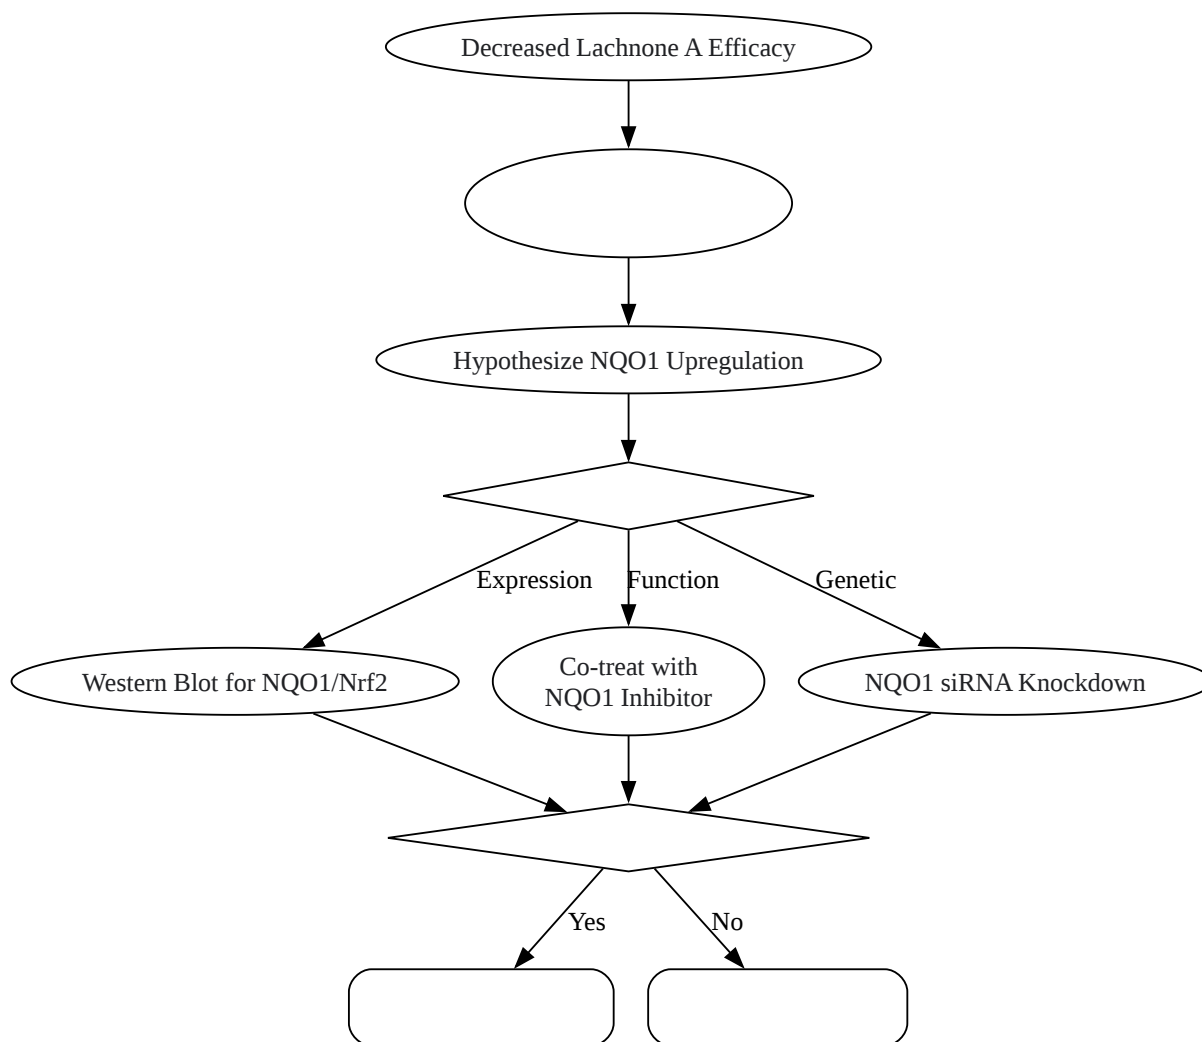 Decreased Lachnone A Efficacy
Hypothesize NQO1 Upregulation
Expression
Function
Genetic
Western Blot for NQO1/Nrf2
Co-treat with
NQO1 Inhibitor
NQO1 siRNA Knockdown
Yes
No